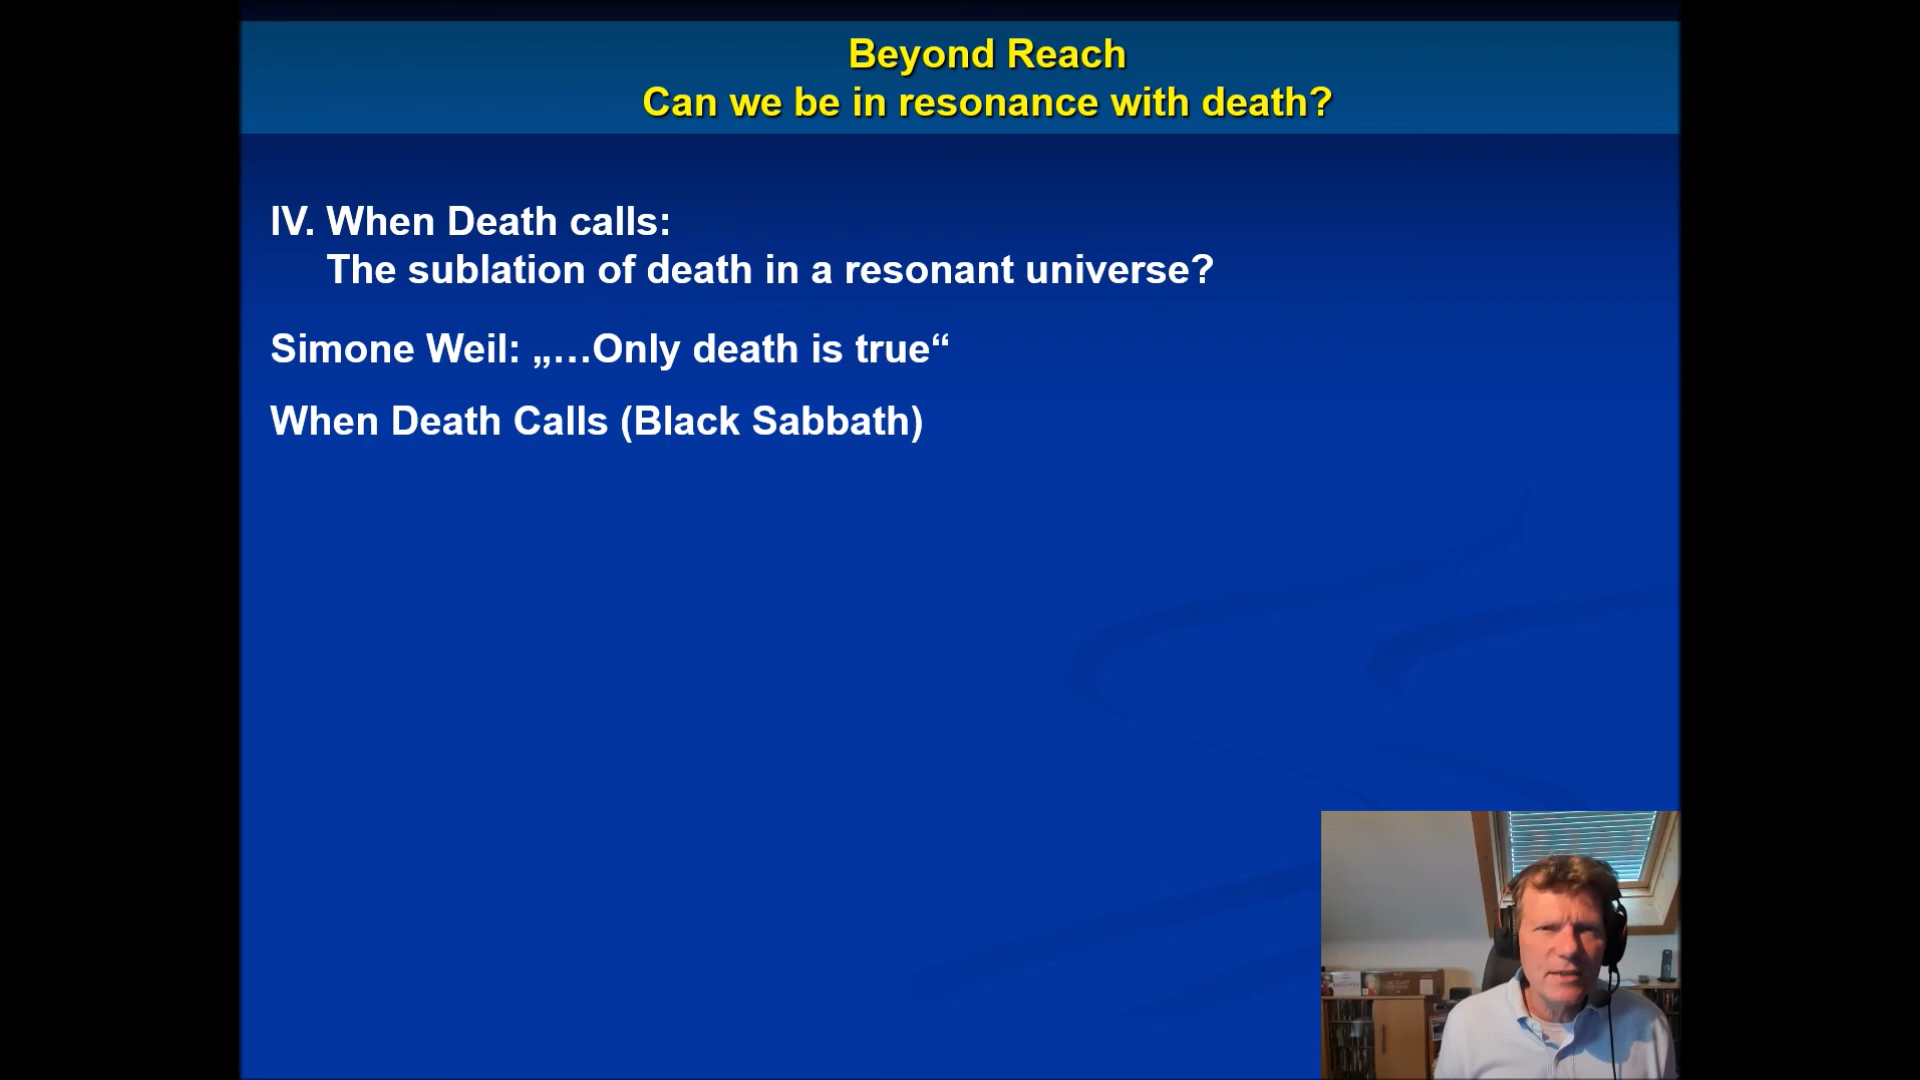 Beyond Reach
Can we be in resonance with death?
IV. When Death calls:
The sublation of death in a resonant universe?
Simone Weil: „…Only death is true“
When Death Calls (Black Sabbath)